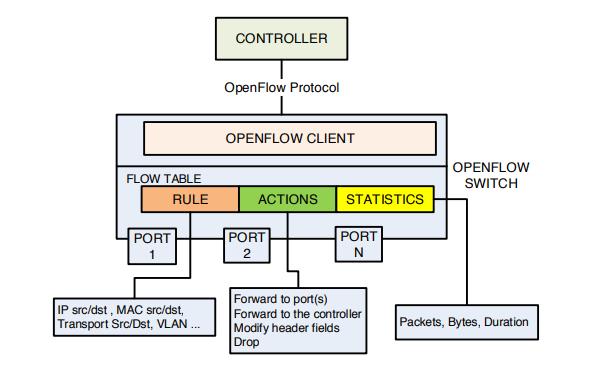 CONTROLLER
OpenFlow Protocol
OPENFLOW CLIENT
OPENFLOW
SWITCH
FLOW TABLE
RULE
ACTIONS
STATISTICS
PORT
1
PORT
2
PORT
N
IP src/dst , MAC src/dst,
Transport Src/Dst, VLAN ...
Forward to port(s)
Forward to the controller
Modify header fields
Drop
Packets, Bytes, Duration